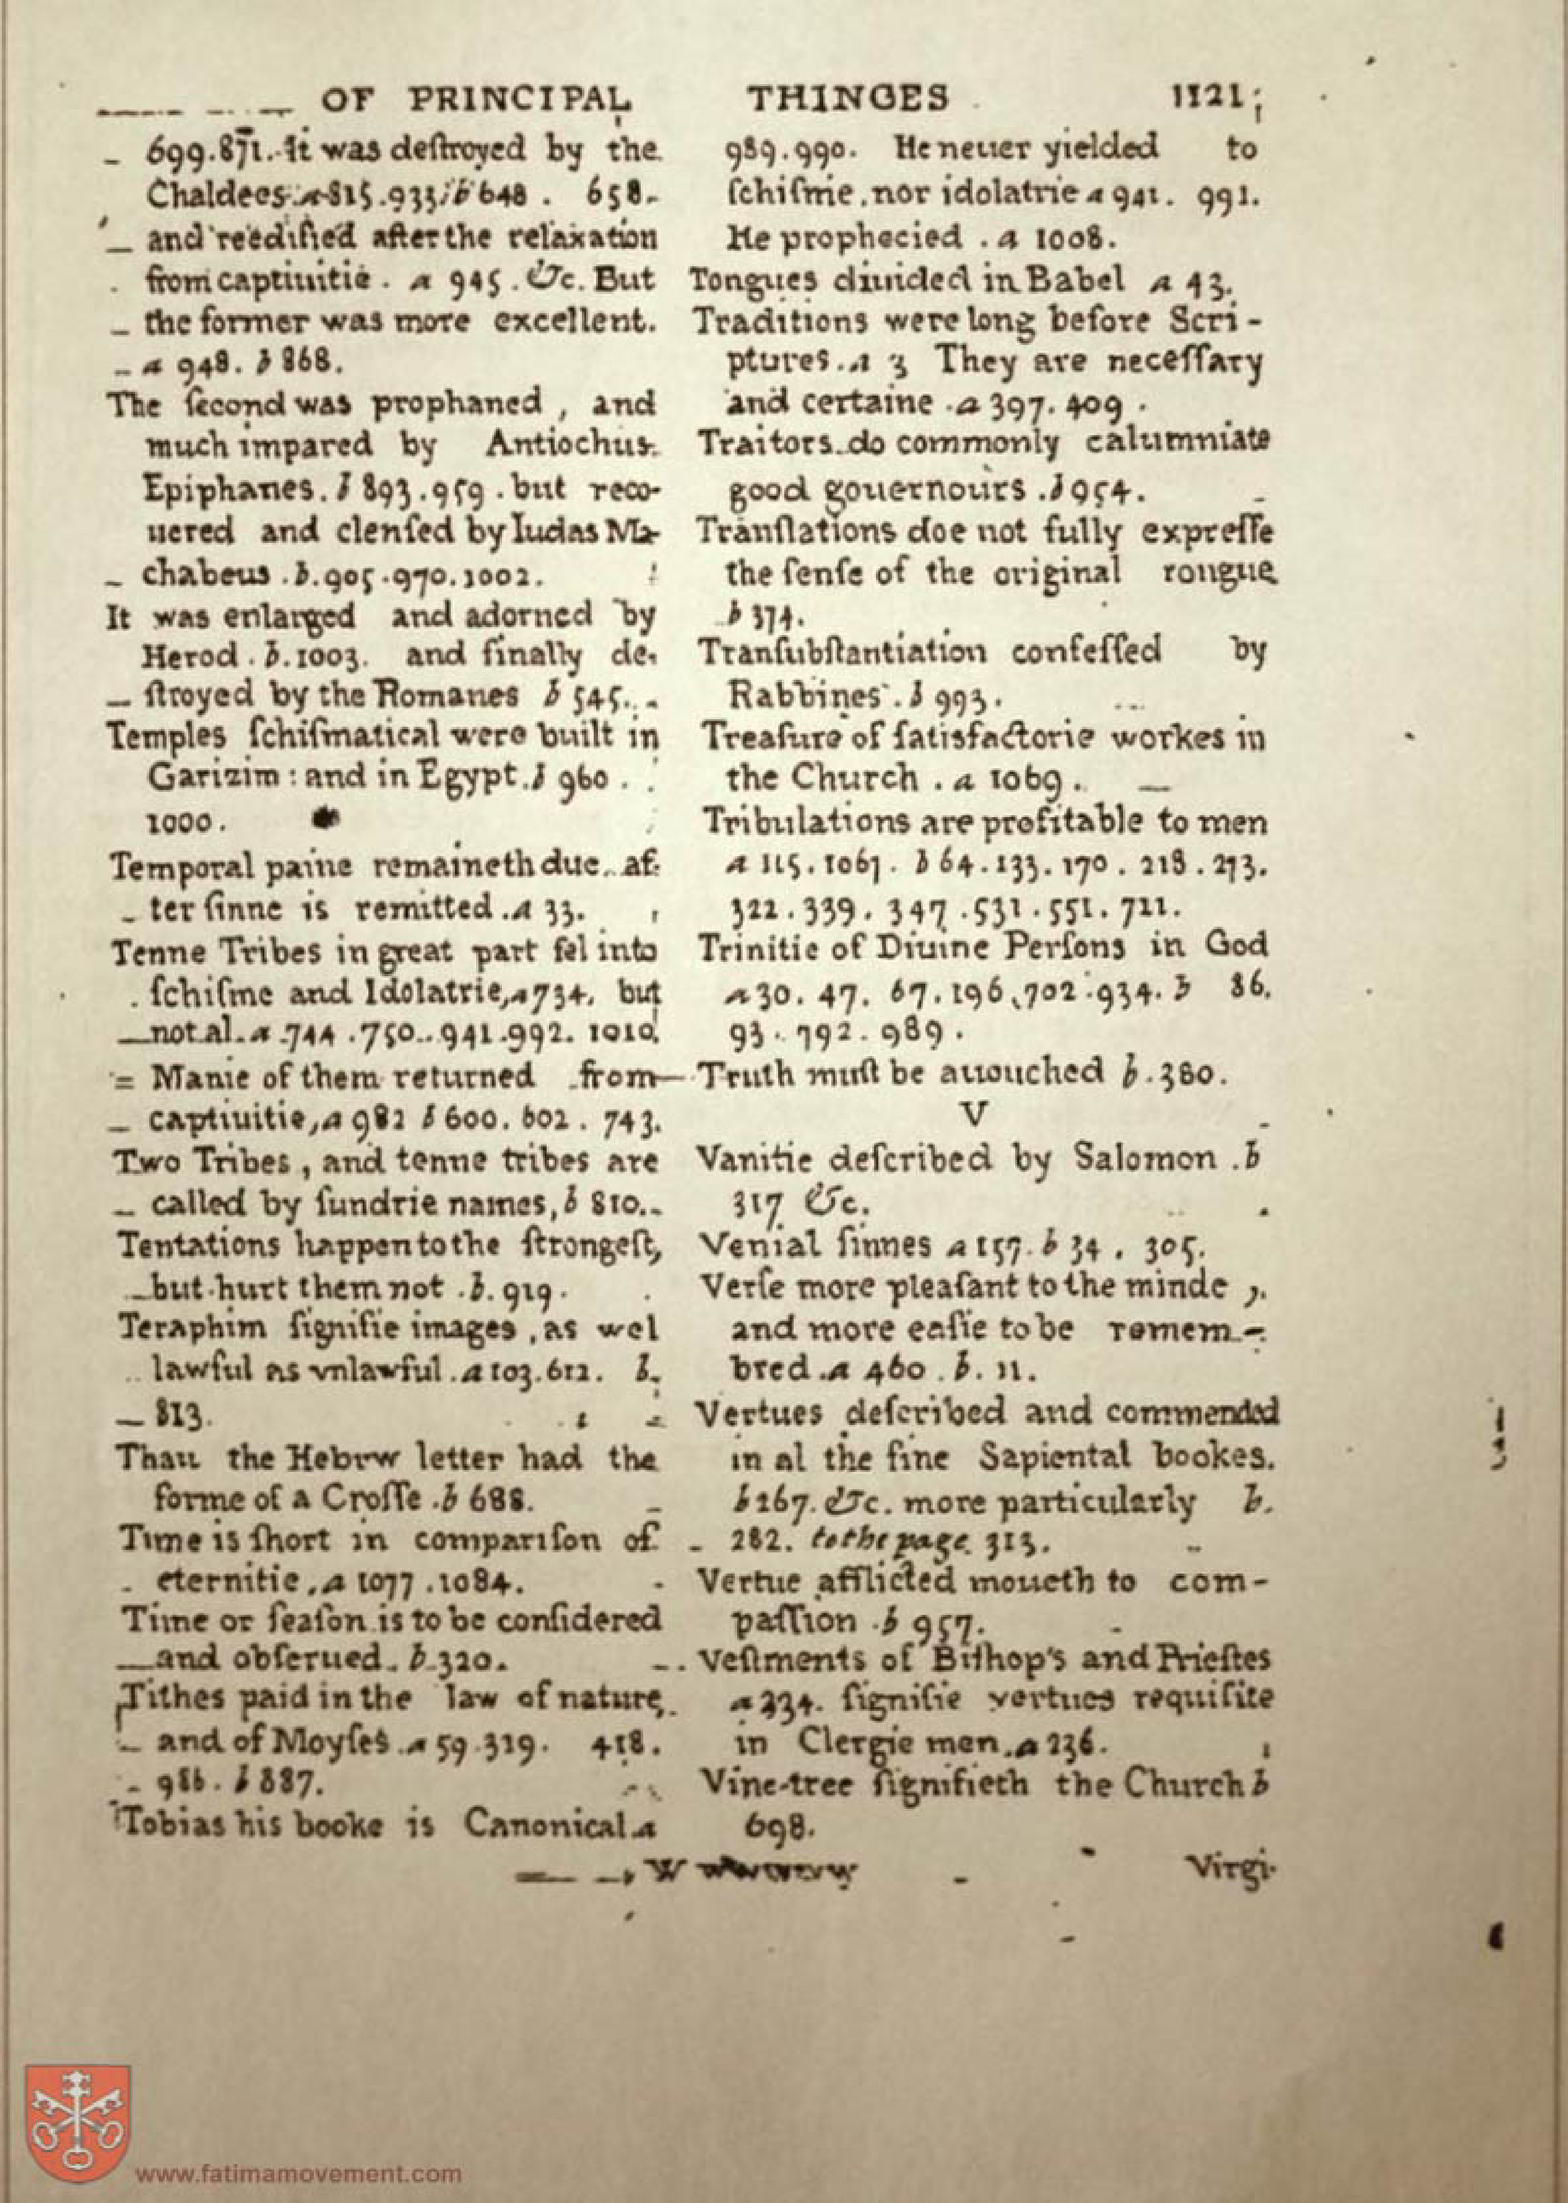 OF PRINCIPAL THINGES 1121
699.871. It was deſtroyed by the
Chaldees. a 815.933. b 648. 658.
and reedified after the relaxation
from captiuitie. a 945. &c. But
the former was more excellent.
a 948. b 868.
The ſecond was prophaned, and
much impared by Antiochus
Epiphanes. b 893.959. but reco-
uered and clenſed by Iudas Ma-
chabeus. b. 905.970.1002.
It was enlarged and adorned by
Herod. b. 1003. and finally de-
ſtroyed by the Romanes b 545.
Temples ſchiſmatical were built in
Garizim: and in Egypt. b 960.
1000.
Temporal paine remaineth due af-
ter ſinne is remitted. a 33.
Tenne Tribes in great part fel into
ſchiſme and Idolatrie, a 734. but
not al. a 744.750.941.992. 1010.
Manie of them returned from
captiuitie, a 982 b 600. 602. 743.
Two Tribes, and tenne tribes are
called by ſundrie names, b 810.
Tentations happen to the ſtrongeſt,
but hurt them not. b. 919.
Teraphim ſignifie images, as wel
lawful as vnlawful. a 103.612. b.
813.
Thau the Hebrw letter had the
forme of a Croſſe. b 688.
Time is ſhort in compariſon of
eternitie, a 1077.1084.
Time or ſeaſon is to be conſidered
and obſerued. b. 320.
Tithes paid in the law of nature,
and of Moyſes. a 59.319. 418.
986. b 887.
Tobias his booke is Canonical a
989.990. He neuer yielded to
ſchiſme, nor idolatrie a 941. 991.
He prophecied. a 1008.
Tongues diuided in Babel a 43.
Traditions were long before Scri-
ptures. a 3 They are neceſſary
and certaine. a 397. 409.
Traitors do commonly calumniate
good gouernours. b 954.
Tranſlations doe not fully expreſſe
the ſenſe of the original rongue
b 374.
Tranſubſtantiation confeſſed by
Rabbines. b 993.
Treaſure of ſatisfactorie workes in
the Church. a 1069.
Tribulations are profitable to men
a 115.1061. b 64.133.170. 218.273.
322.339. 347.531.551. 711.
Trinitie of Diuine Perſons in God
a 30. 47. 67.196.702.934. b 86.
93. 792. 989.
Truth muſt be auouched b. 380.
V
Vanitie deſcribed by Salomon. b
317 &c.
Venial ſinnes a 157. b 34. 305.
Verſe more pleaſant to the minde,
and more eaſie to be remem-
bred. a 460. b. 11.
Vertues deſcribed and commended
in al the fine Sapiental bookes.
b 267. &c. more particularly b.
282. to the page 313.
Vertue afflicted moueth to com-
paſſion. b 957.
Veſtments of Biſhop's and Prieſtes
a 234. ſignifie vertues requiſite
in Clergie men. a 236.
Vine-tree ſignifieth the Church b
698.
Virgi-
www.fatimamovement.com